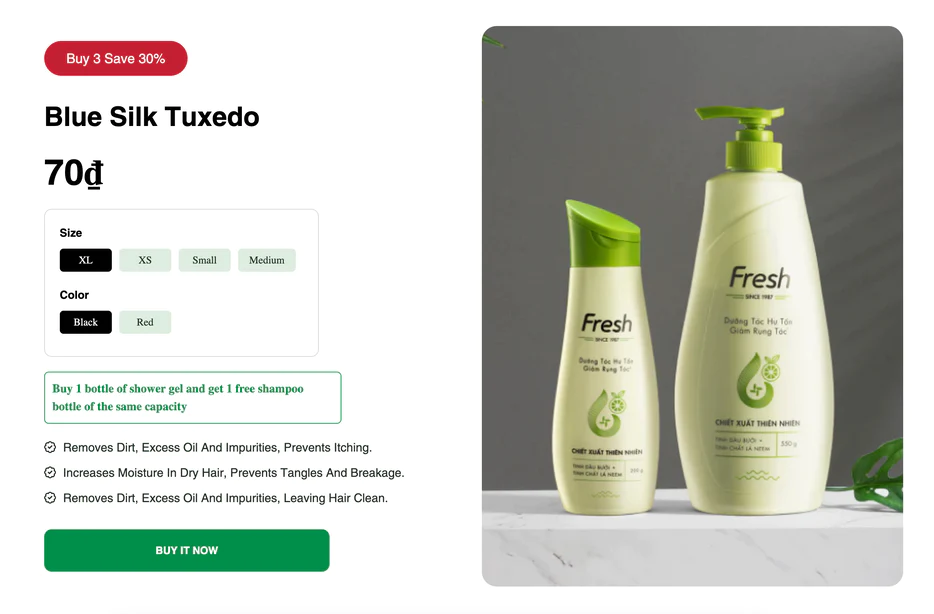 Buy 3 Save 30%
Blue Silk Tuxedo
70₫
Size
XL XS Small Medium
Color
Black Red
Buy 1 bottle of shower gel and get 1 free shampoo
bottle of the same capacity
Removes Dirt, Excess Oil And Impurities, Prevents Itching.
Increases Moisture In Dry Hair, Prevents Tangles And Breakage.
Removes Dirt, Excess Oil And Impurities, Leaving Hair Clean.
BUY IT NOW
Fresh
SINCE 1987
Dưỡng Tóc Hư Tổn
Giảm Rụng Tóc
CHIẾT XUẤT THIÊN NHIÊN
TINH DẦU BƯỞI +
TINH CHẤT LÁ NEEM
Fresh
SINCE 1987
Dưỡng Tóc Hư Tổn
Giảm Rụng Tóc
CHIẾT XUẤT THIÊN NHIÊN
TINH DẦU BƯỞI +
TINH CHẤT LÁ NEEM
350 g